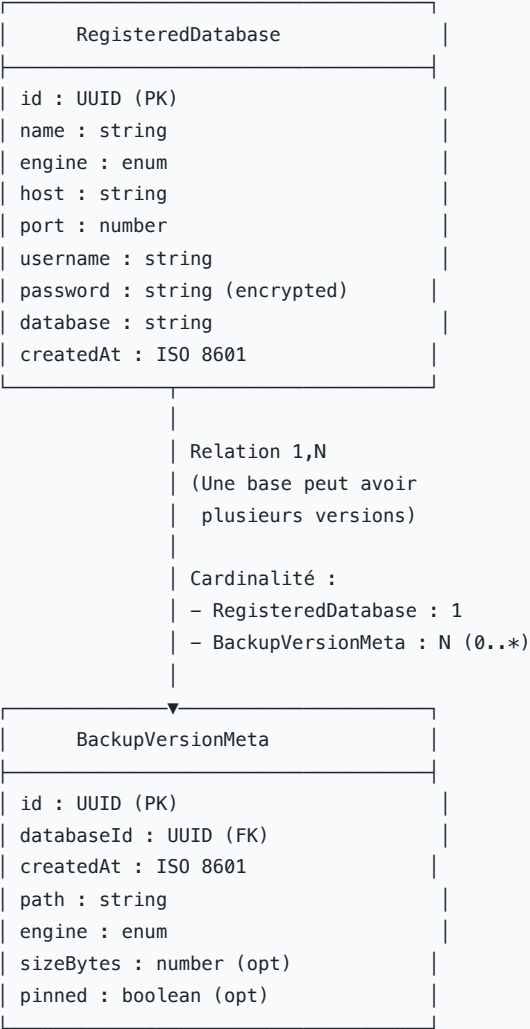 RegisteredDatabase
id : UUID (PK)
name : string
engine : enum
host : string
port : number
username : string
password : string (encrypted)
database : string
createdAt : ISO 8601
Relation 1,N
(Une base peut avoir
plusieurs versions)
Cardinalité :
- RegisteredDatabase : 1
- BackupVersionMeta : N (0..*)
BackupVersionMeta
id : UUID (PK)
databaseId : UUID (FK)
createdAt : ISO 8601
path : string
engine : enum
sizeBytes : number (opt)
pinned : boolean (opt)